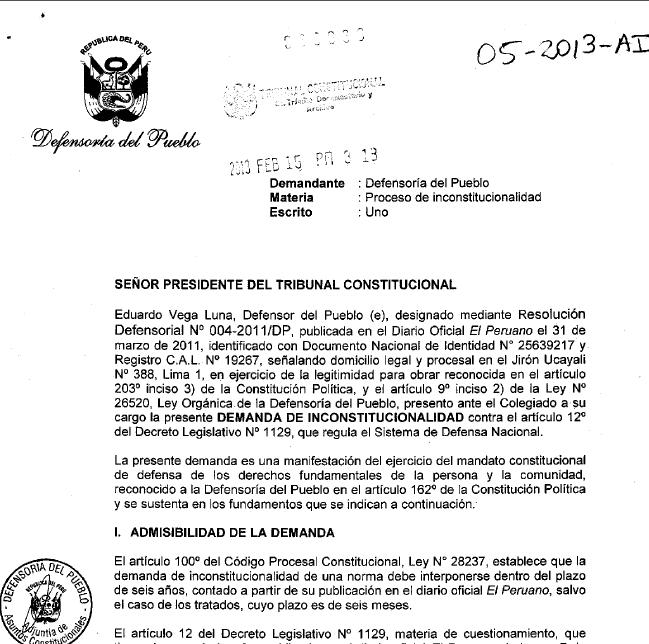 000030
05-2013-AI
REPUBLICA DEL PERU
TRIBUNAL CONSTITUCIONAL
Trámite Documentario y
Archivo
Defensoría del Pueblo
2013 FEB 15 PM 3 13
Demandante : Defensoría del Pueblo
Materia : Proceso de inconstitucionalidad
Escrito : Uno
SEÑOR PRESIDENTE DEL TRIBUNAL CONSTITUCIONAL
Eduardo Vega Luna, Defensor del Pueblo (e), designado mediante Resolución
Defensorial Nº 004-2011/DP, publicada en el Diario Oficial El Peruano el 31 de
marzo de 2011, identificado con Documento Nacional de Identidad N° 25639217 y
Registro C.A.L. Nº 19267, señalando domicilio legal y procesal en el Jirón Ucayali
Nº 388, Lima 1, en ejercicio de la legitimidad para obrar reconocida en el artículo
203º inciso 3) de la Constitución Política, y el artículo 9º inciso 2) de la Ley Nº
26520, Ley Orgánica de la Defensoría del Pueblo, presento ante el Colegiado a su
cargo la presente DEMANDA DE INCONSTITUCIONALIDAD contra el artículo 12º
del Decreto Legislativo Nº 1129, que regula el Sistema de Defensa Nacional.
La presente demanda es una manifestación del ejercicio del mandato constitucional
de defensa de los derechos fundamentales de la persona y la comunidad,
reconocido a la Defensoría del Pueblo en el artículo 162º de la Constitución Política
y se sustenta en los fundamentos que se indican a continuación.
I. ADMISIBILIDAD DE LA DEMANDA
El artículo 100º del Código Procesal Constitucional, Ley N° 28237, establece que la
demanda de inconstitucionalidad de una norma debe interponerse dentro del plazo
de seis años, contado a partir de su publicación en el diario oficial El Peruano, salvo
el caso de los tratados, cuyo plazo es de seis meses.
El artículo 12 del Decreto Legislativo Nº 1129, materia de cuestionamiento, que
DEFENSORIA DEL PUEBLO
Adjuntía de
Asuntos Constitucionales